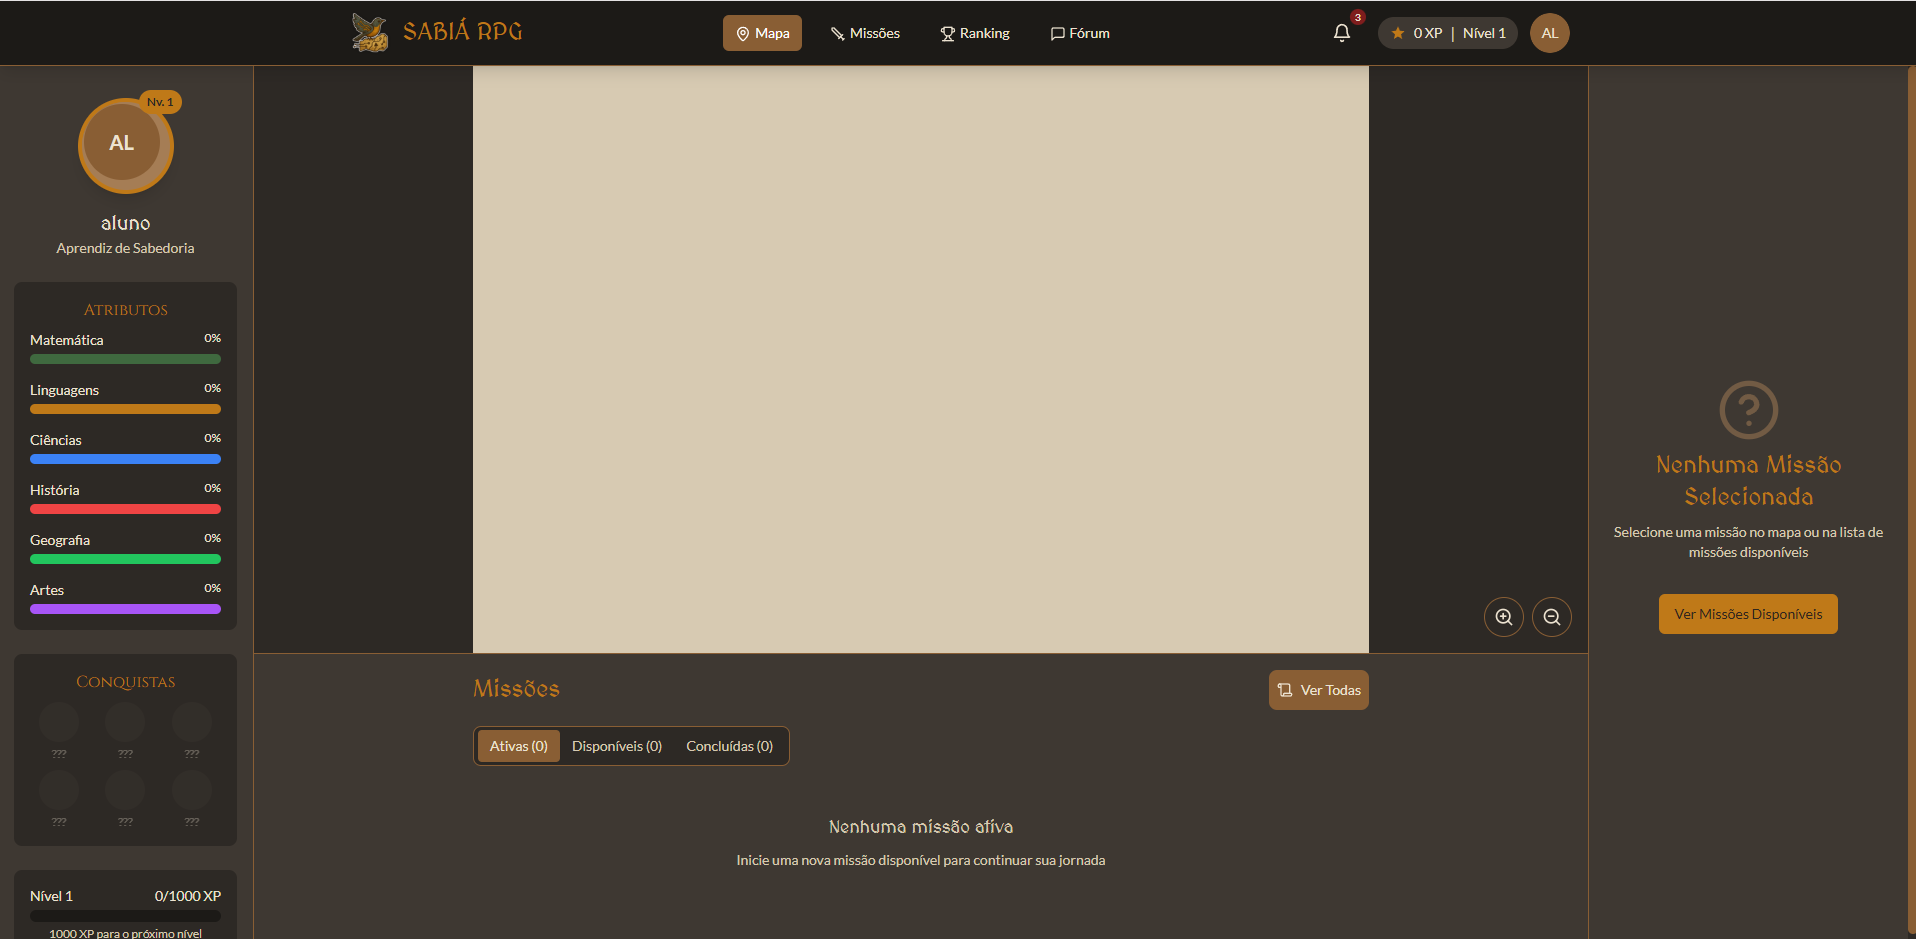 SABIÁ RPG
Mapa
Missões
Ranking
Fórum
3
0 XP | Nível 1
AL
Nv. 1
AL
aluno
Aprendiz de Sabedoria
Atributos
Matemática 0%
Linguagens 0%
Ciências 0%
História 0%
Geografia 0%
Artes 0%
Conquistas
??? ??? ???
??? ??? ???
Nível 1 0/1000 XP
1000 XP para o próximo nível
Missões
Ver Todas
Ativas (0) Disponíveis (0) Concluídas (0)
Nenhuma missão ativa
Inicie uma nova missão disponível para continuar sua jornada
Nenhuma Missão
Selecionada
Selecione uma missão no mapa ou na lista de
missões disponíveis
Ver Missões Disponíveis